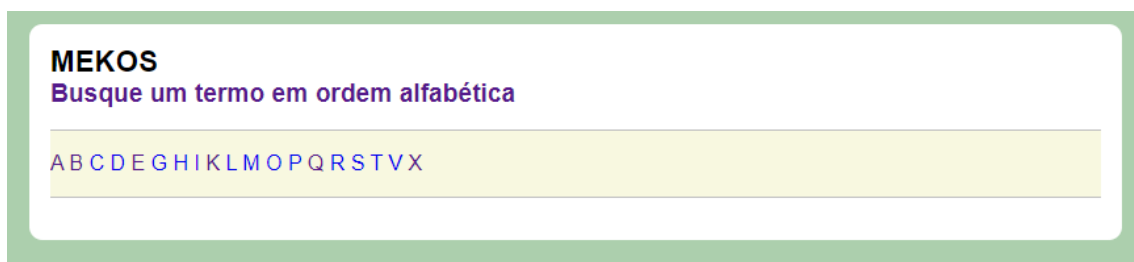 MEKOS
Busque um termo em ordem alfabética
A B C D E G H I K L M O P Q R S T V X